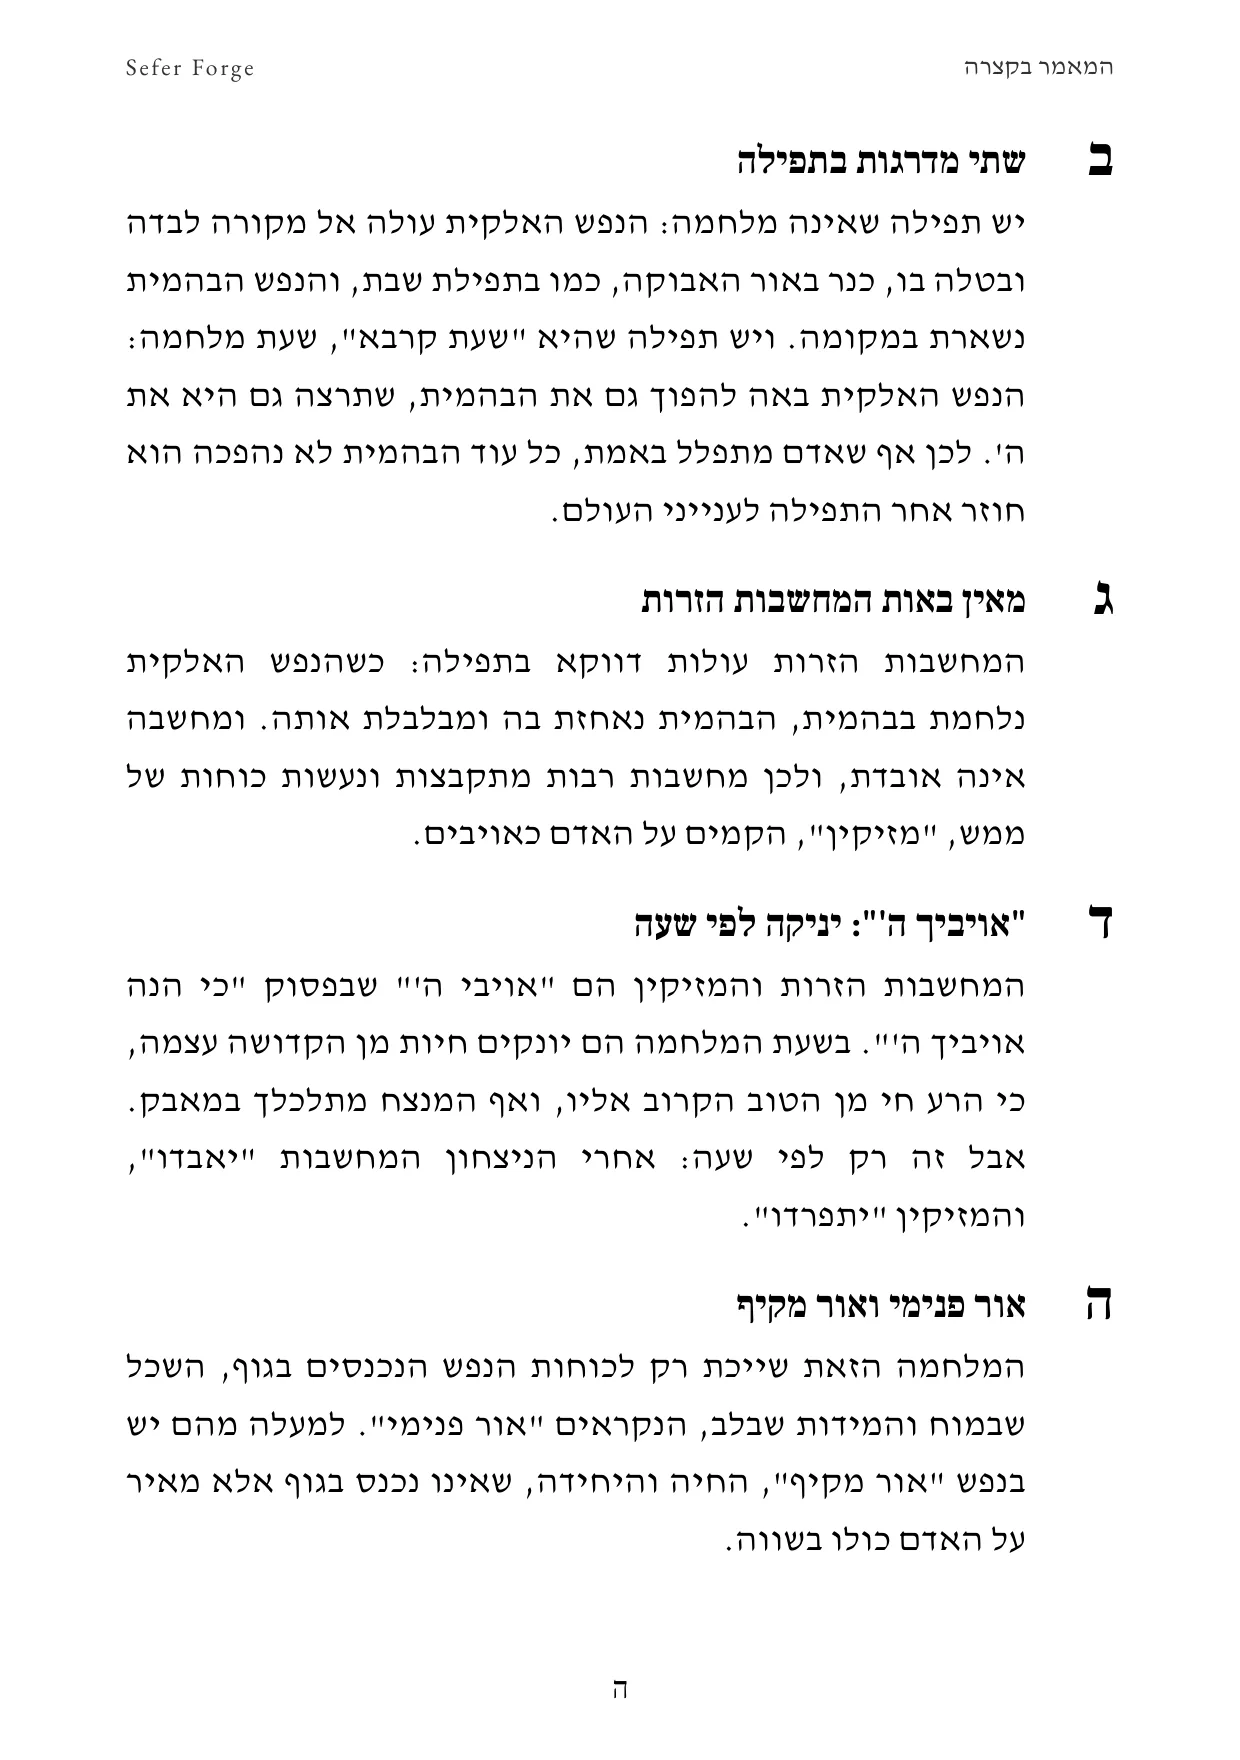 המאמר בקצרה
Sefer Forge
ב
שתי מדרגות בתפילה
יש תפילה שאינה מלחמה: הנפש האלקית עולה אל מקורה לבדה
ובטלה בו, כנר באור האבוקה, כמו בתפילת שבת, והנפש הבהמית
נשארת במקומה. ויש תפילה שהיא "שעת קרבא", שעת מלחמה:
הנפש האלקית באה להפוך גם את הבהמית, שתרצה גם היא את
ה'. לכן אף שאדם מתפלל באמת, כל עוד הבהמית לא נהפכה הוא
חוזר אחר התפילה לענייני העולם.
ג
מאין באות המחשבות הזרות
המחשבות הזרות עולות דווקא בתפילה: כשהנפש האלקית
נלחמת בבהמית, הבהמית נאחזת בה ומבלבלת אותה. ומחשבה
אינה אובדת, ולכן מחשבות רבות מתקבצות ונעשות כוחות של
ממש, "מזיקין", הקמים על האדם כאויבים.
ד
"אויביך ה'": יניקה לפי שעה
המחשבות הזרות והמזיקין הם "אויבי ה'" שבפסוק "כי הנה
אויביך ה'". בשעת המלחמה הם יונקים חיות מן הקדושה עצמה,
כי הרע חי מן הטוב הקרוב אליו, ואף המנצח מתלכלך במאבק.
אבל זה רק לפי שעה: אחרי הניצחון המחשבות "יאבדו",
והמזיקין "יתפרדו".
ה
אור פנימי ואור מקיף
המלחמה הזאת שייכת רק לכוחות הנפש הנכנסים בגוף, השכל
שבמוח והמידות שבלב, הנקראים "אור פנימי". למעלה מהם יש
בנפש "אור מקיף", החיה והיחידה, שאינו נכנס בגוף אלא מאיר
על האדם כולו בשווה.
ה